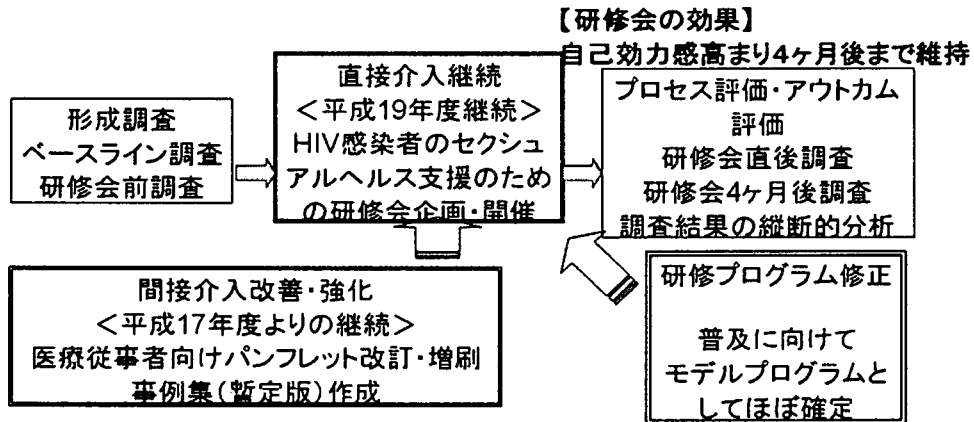 【研修会の効果】
自己効力感高まり4ヶ月後まで維持
形成調査
ベースライン調査
研修会前調査
直接介入継続
＜平成19年度継続＞
HIV感染者のセクシュ
アルヘルス支援のため
の研修会企画・開催
プロセス評価・アウトカム
評価
研修会直後調査
研修会4ヶ月後調査
調査結果の縦断的分析
間接介入改善・強化
＜平成17年度よりの継続＞
医療従事者向けパンフレット改訂・増刷
事例集（暫定版）作成
研修プログラム修正
普及に向けて
モデルプログラムと
してほぼ確定